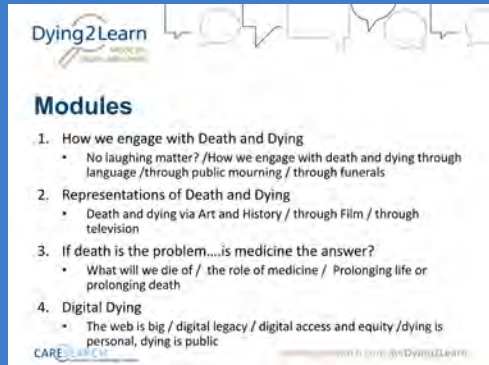 Dying2Learn
Modules
1. How we engage with Death and Dying
• No laughing matter? /How we engage with death and dying through
language /through public mourning / through funerals
2. Representations of Death and Dying
• Death and dying via Art and History / through Film / through
television
3. If death is the problem....is medicine the answer?
• What will we die of / the role of medicine / Prolonging life or
prolonging death
4. Digital Dying
• The web is big / digital legacy / digital access and equity /dying is
personal, dying is public
CARESEARCH